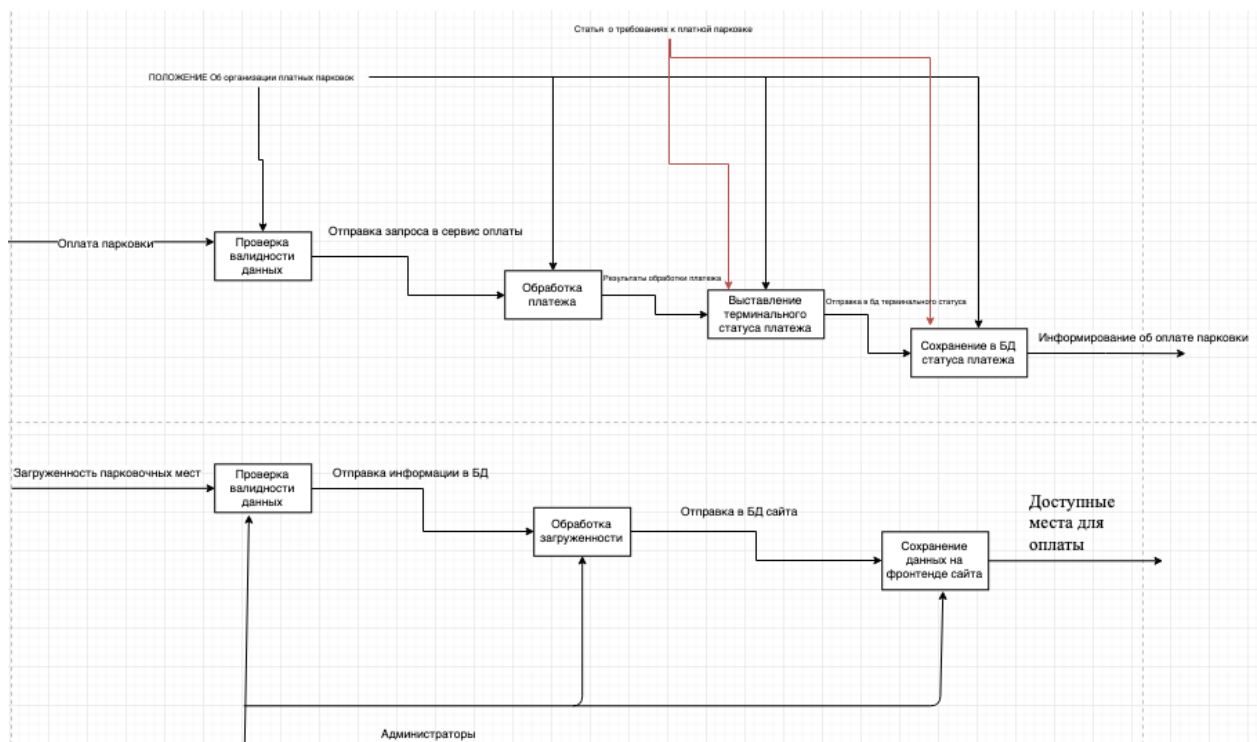 Статья о требованиях к платной парковке
ПОЛОЖЕНИЕ Об организации платных парковок
Оплата парковки
Проверка
валидности
данных
Отправка запроса в сервис оплаты
Обработка
платежа
Результаты обработки платежа
Выставление
терминального
статуса платежа
Отправка в бд терминального статуса
Сохранение в БД
статуса платежа
Информирование об оплате парковки
Загруженность парковочных мест
Проверка
валидности
данных
Отправка информации в БД
Обработка
загруженности
Отправка в БД сайта
Сохранение
данных на
фронтенде сайта
Доступные
места для
оплаты
Администраторы